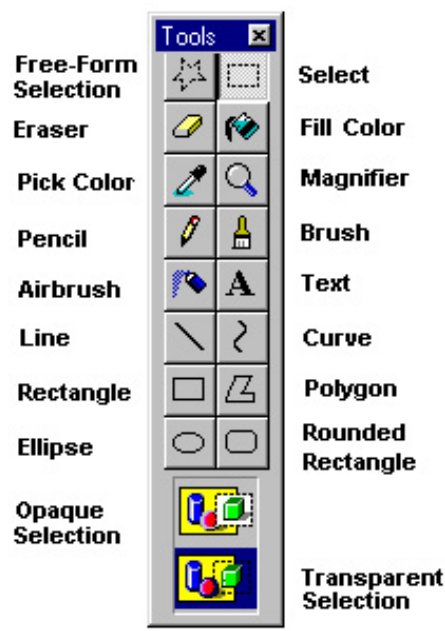 Tools
Free-Form
Selection
Select
Eraser
Fill Color
Pick Color
Magnifier
Pencil
Brush
Airbrush
A
Text
Line
Curve
Rectangle
Polygon
Ellipse
Rounded
Rectangle
Opaque
Selection
Transparent
Selection